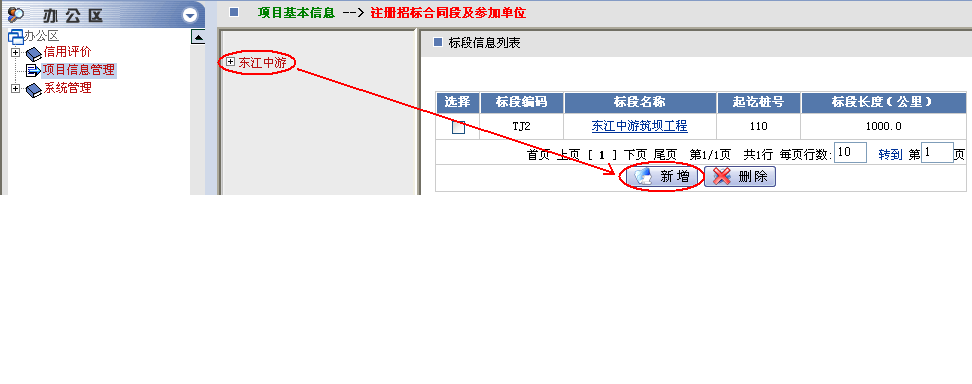 办公区
办公区
信用评价
项目信息管理
系统管理
项目基本信息 --> 注册招标合同段及参加单位
东江中游
标段信息列表
选择 标段编码 标段名称 起讫桩号 标段长度(公里)
TJ2 东江中游筑坝工程 110 1000.0
首页 上页 [ 1 ] 下页 尾页 第1/1页 共1行 每页行数: 10 转到 第 1 页
新增 删除